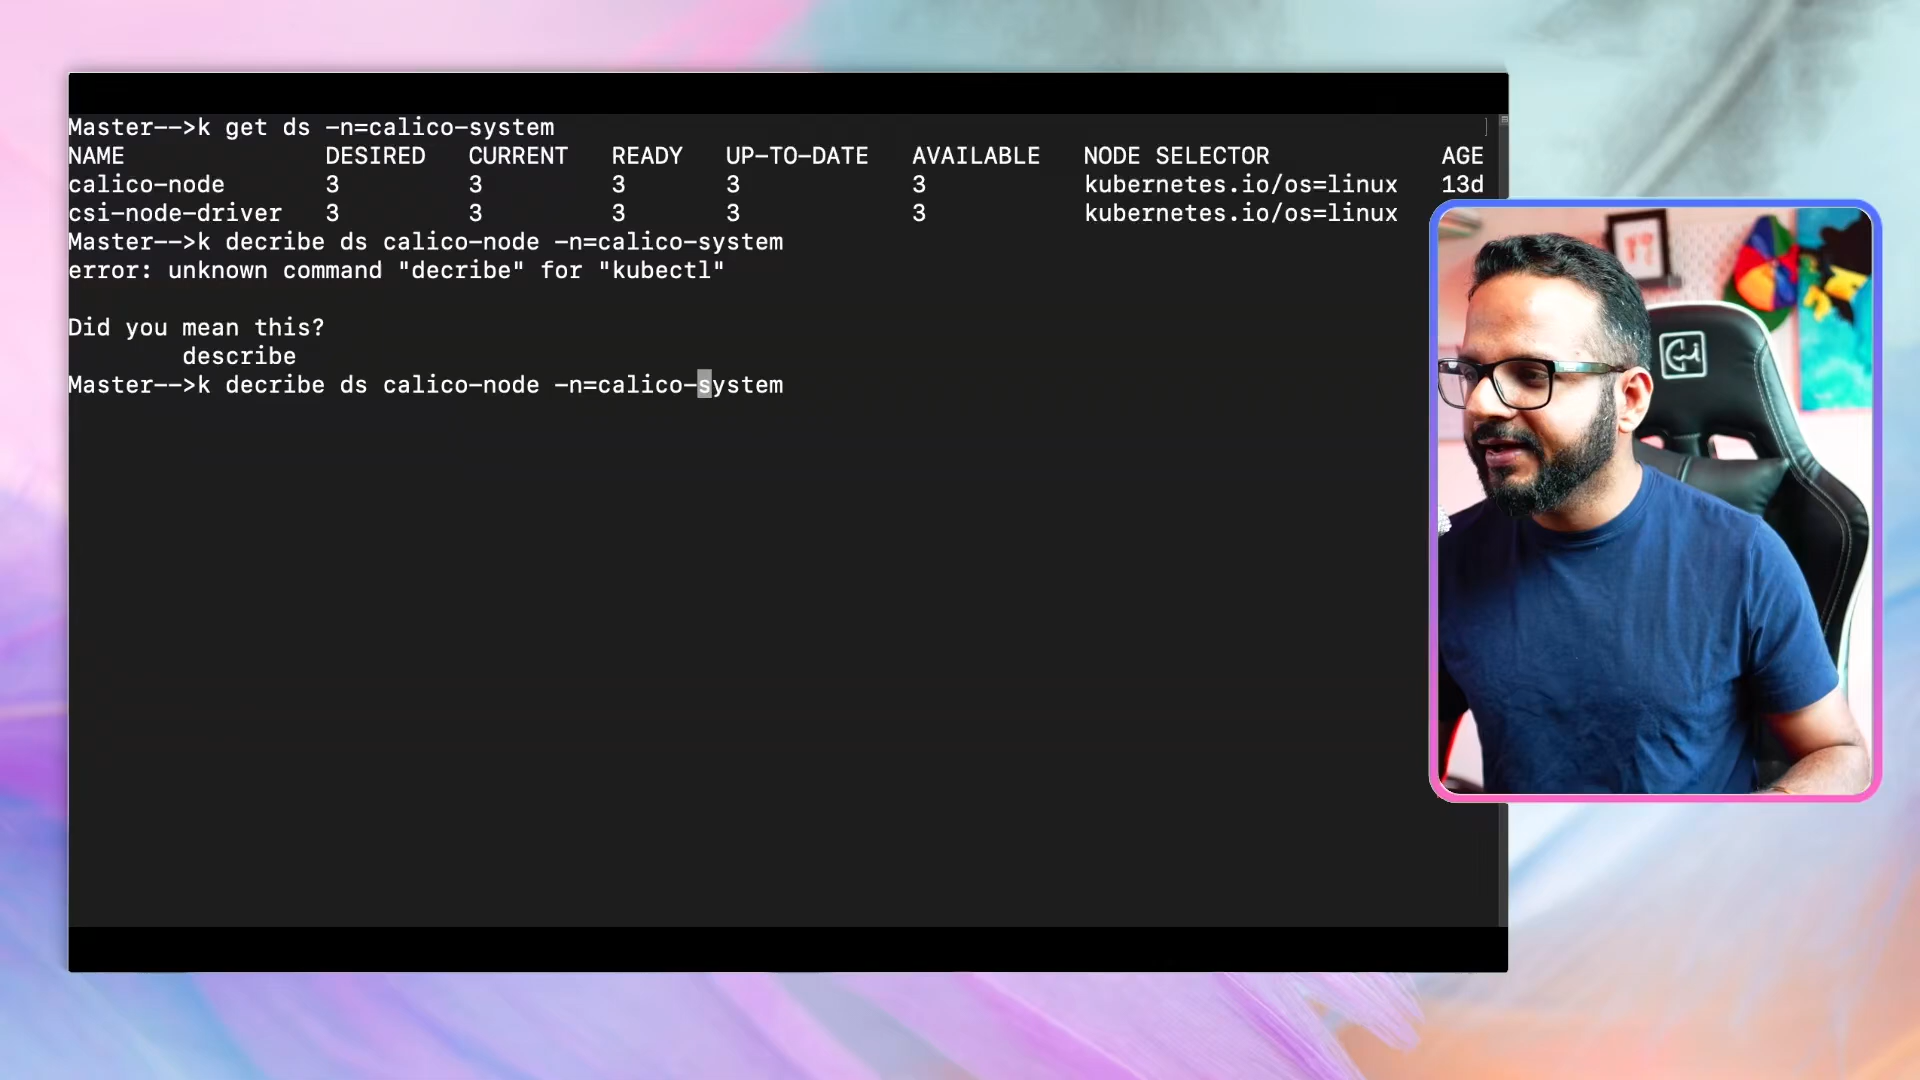 Master-->k get ds -n=calico-system
NAME DESIRED CURRENT READY UP-TO-DATE AVAILABLE NODE SELECTOR AGE
calico-node 3 3 3 3 3 kubernetes.io/os=linux 13d
csi-node-driver 3 3 3 3 3 kubernetes.io/os=linux
Master-->k decribe ds calico-node -n=calico-system
error: unknown command "decribe" for "kubectl"
Did you mean this?
describe
Master-->k decribe ds calico-node -n=calico-system